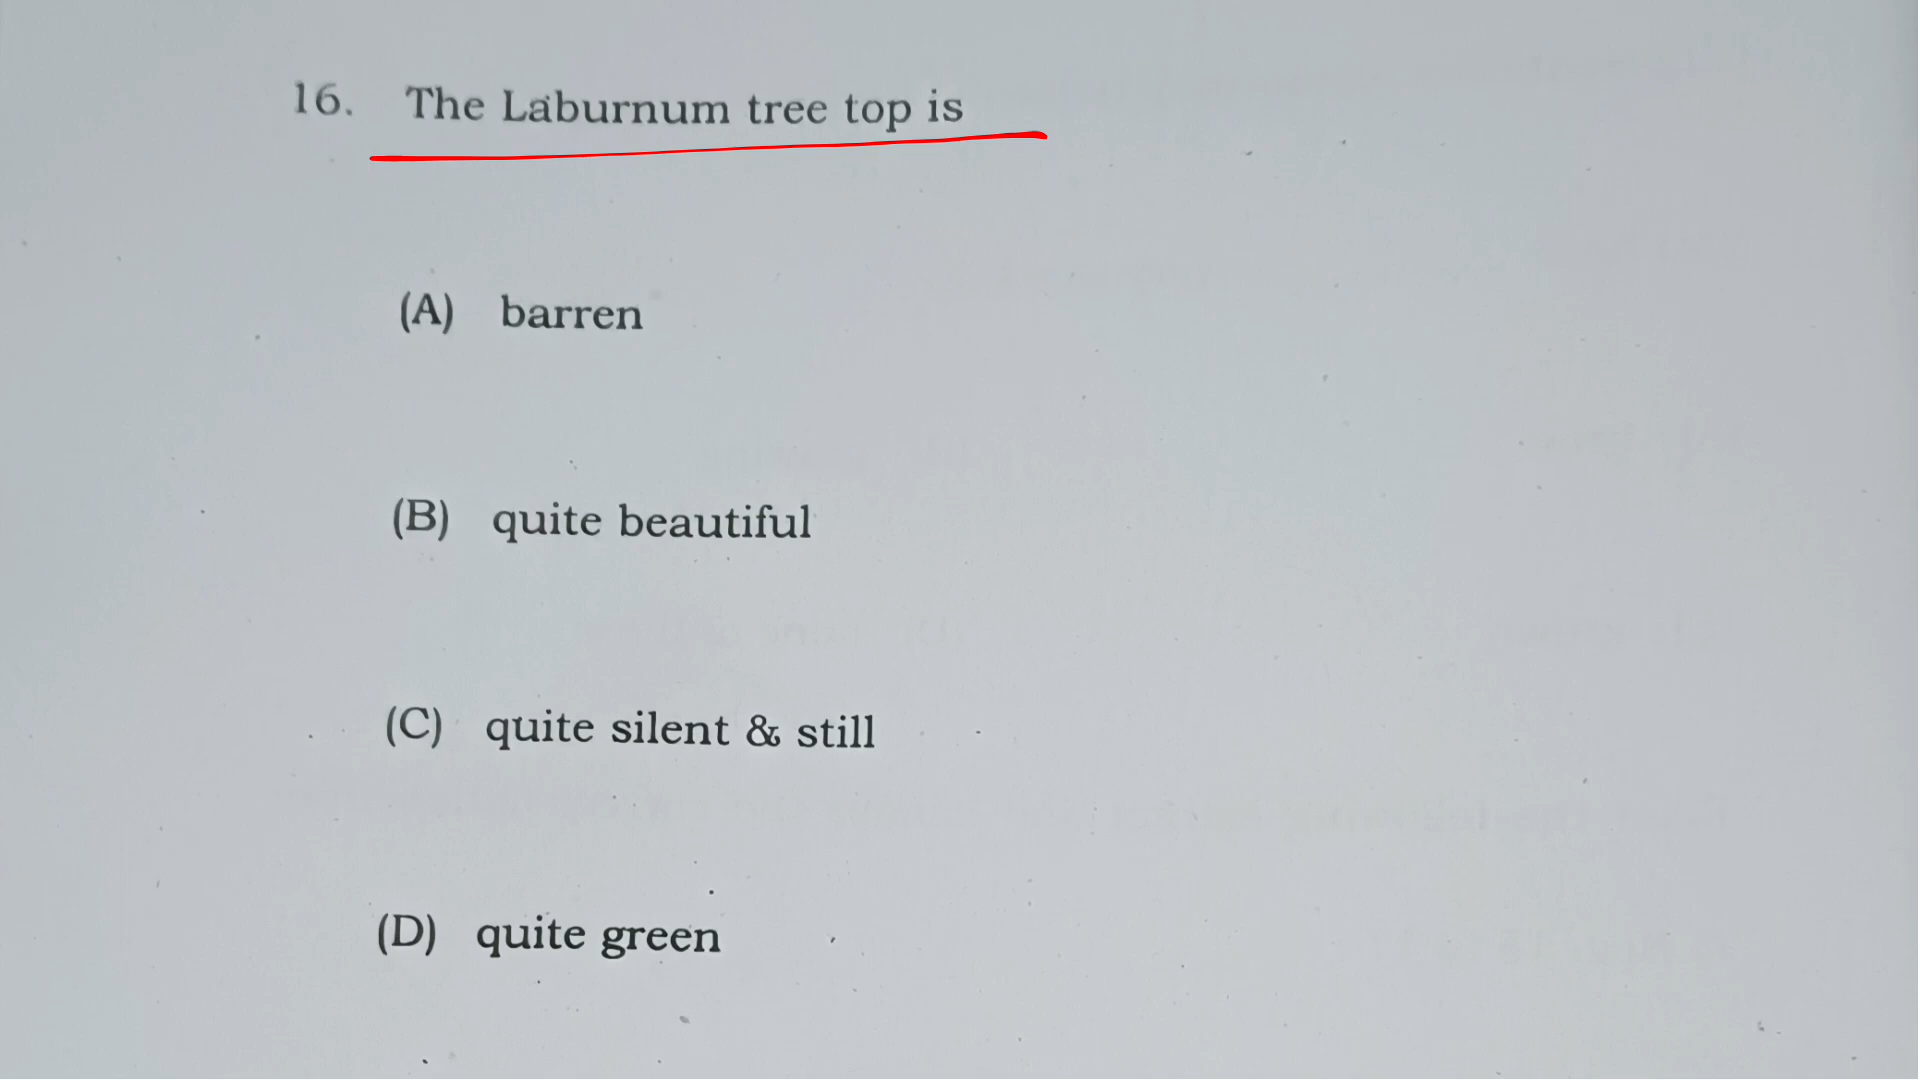 16. The Laburnum tree top is
(A) barren
(B) quite beautiful
(C) quite silent & still
(D) quite green